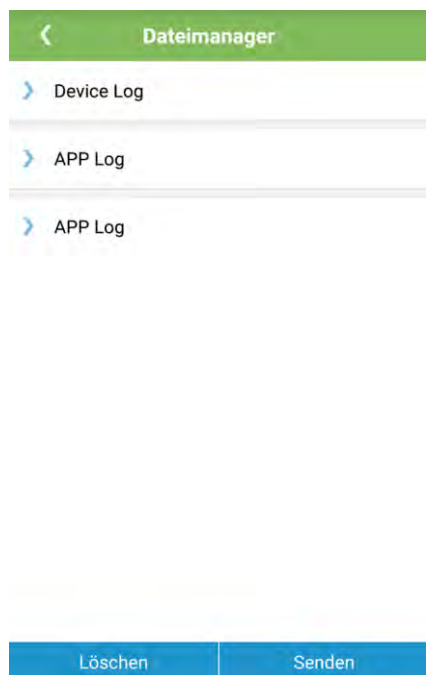 Dateimanager
Device Log
APP Log
APP Log
Löschen Senden